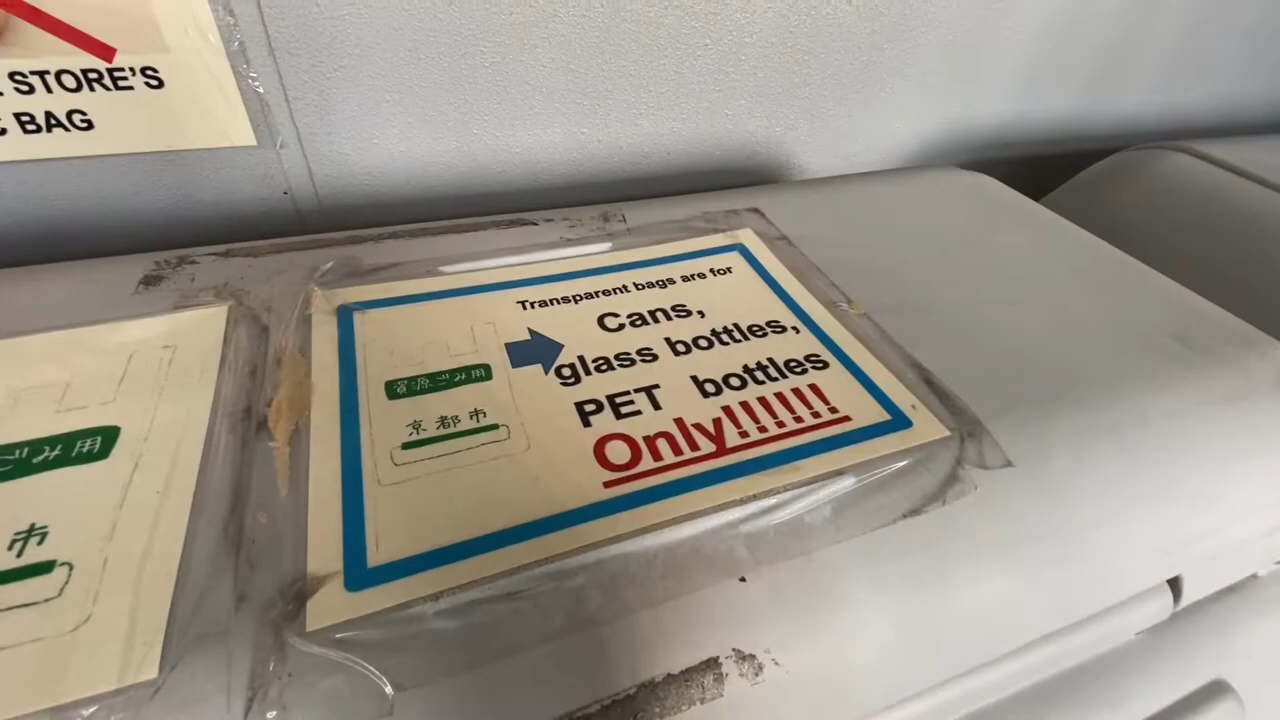 STORE'S
BAG
ごみ用
市
Transparent bags are for
Cans,
glass bottles,
PET bottles
Only!!!!!!
資源ごみ用
京都市